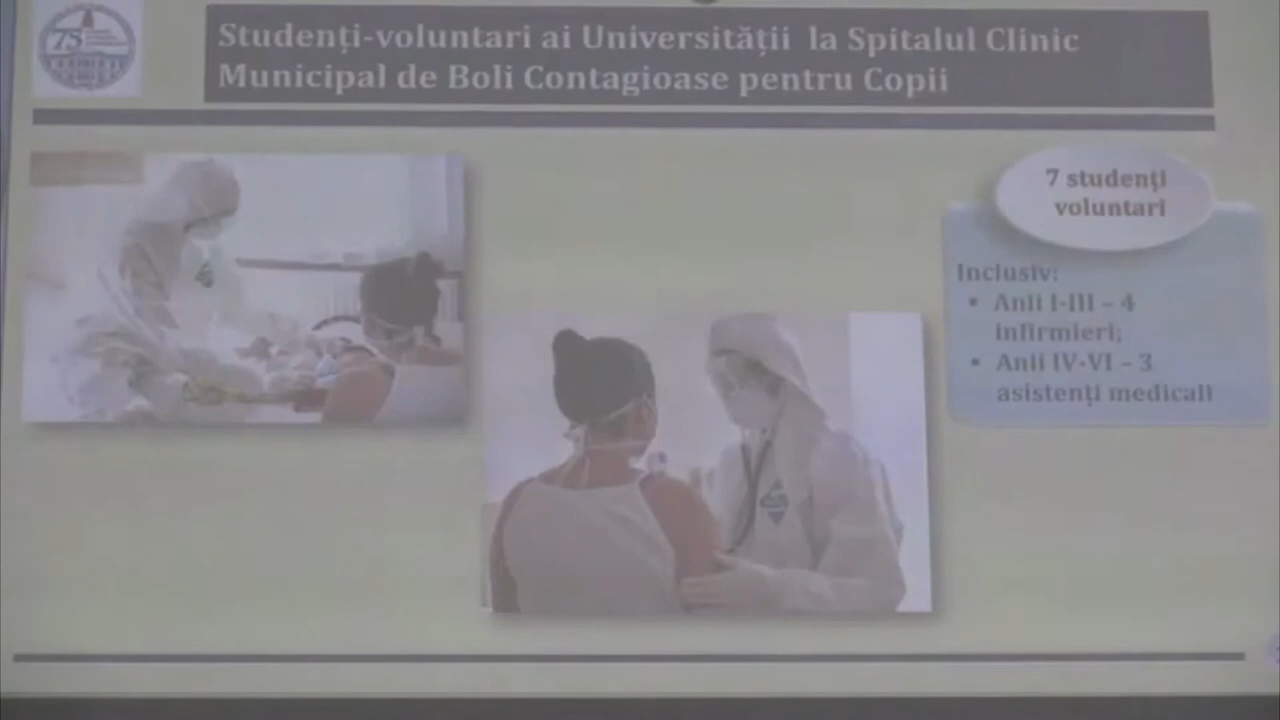 75
Studenți-voluntari ai Universității la Spitalul Clinic
Municipal de Boli Contagioase pentru Copii
7 studenți
voluntari
Inclusiv:
▪ Anii I-III – 4
infirmieri;
▪ Anii IV-VI – 3
asistenți medicali